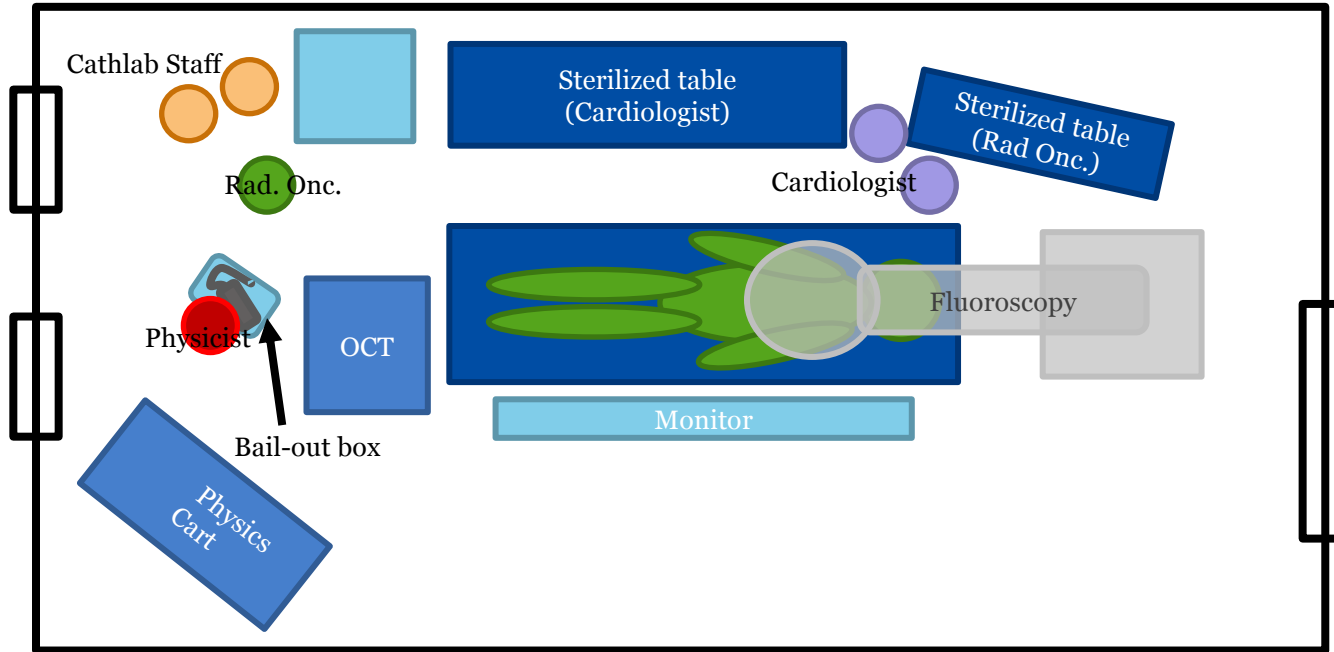 Cathlab Staff
Sterilized table
(Cardiologist)
Sterilized table
(Rad Onc.)
Rad. Onc.
Cardiologist
Physicist
OCT
Fluoroscopy
Monitor
Bail-out box
Physics
Cart